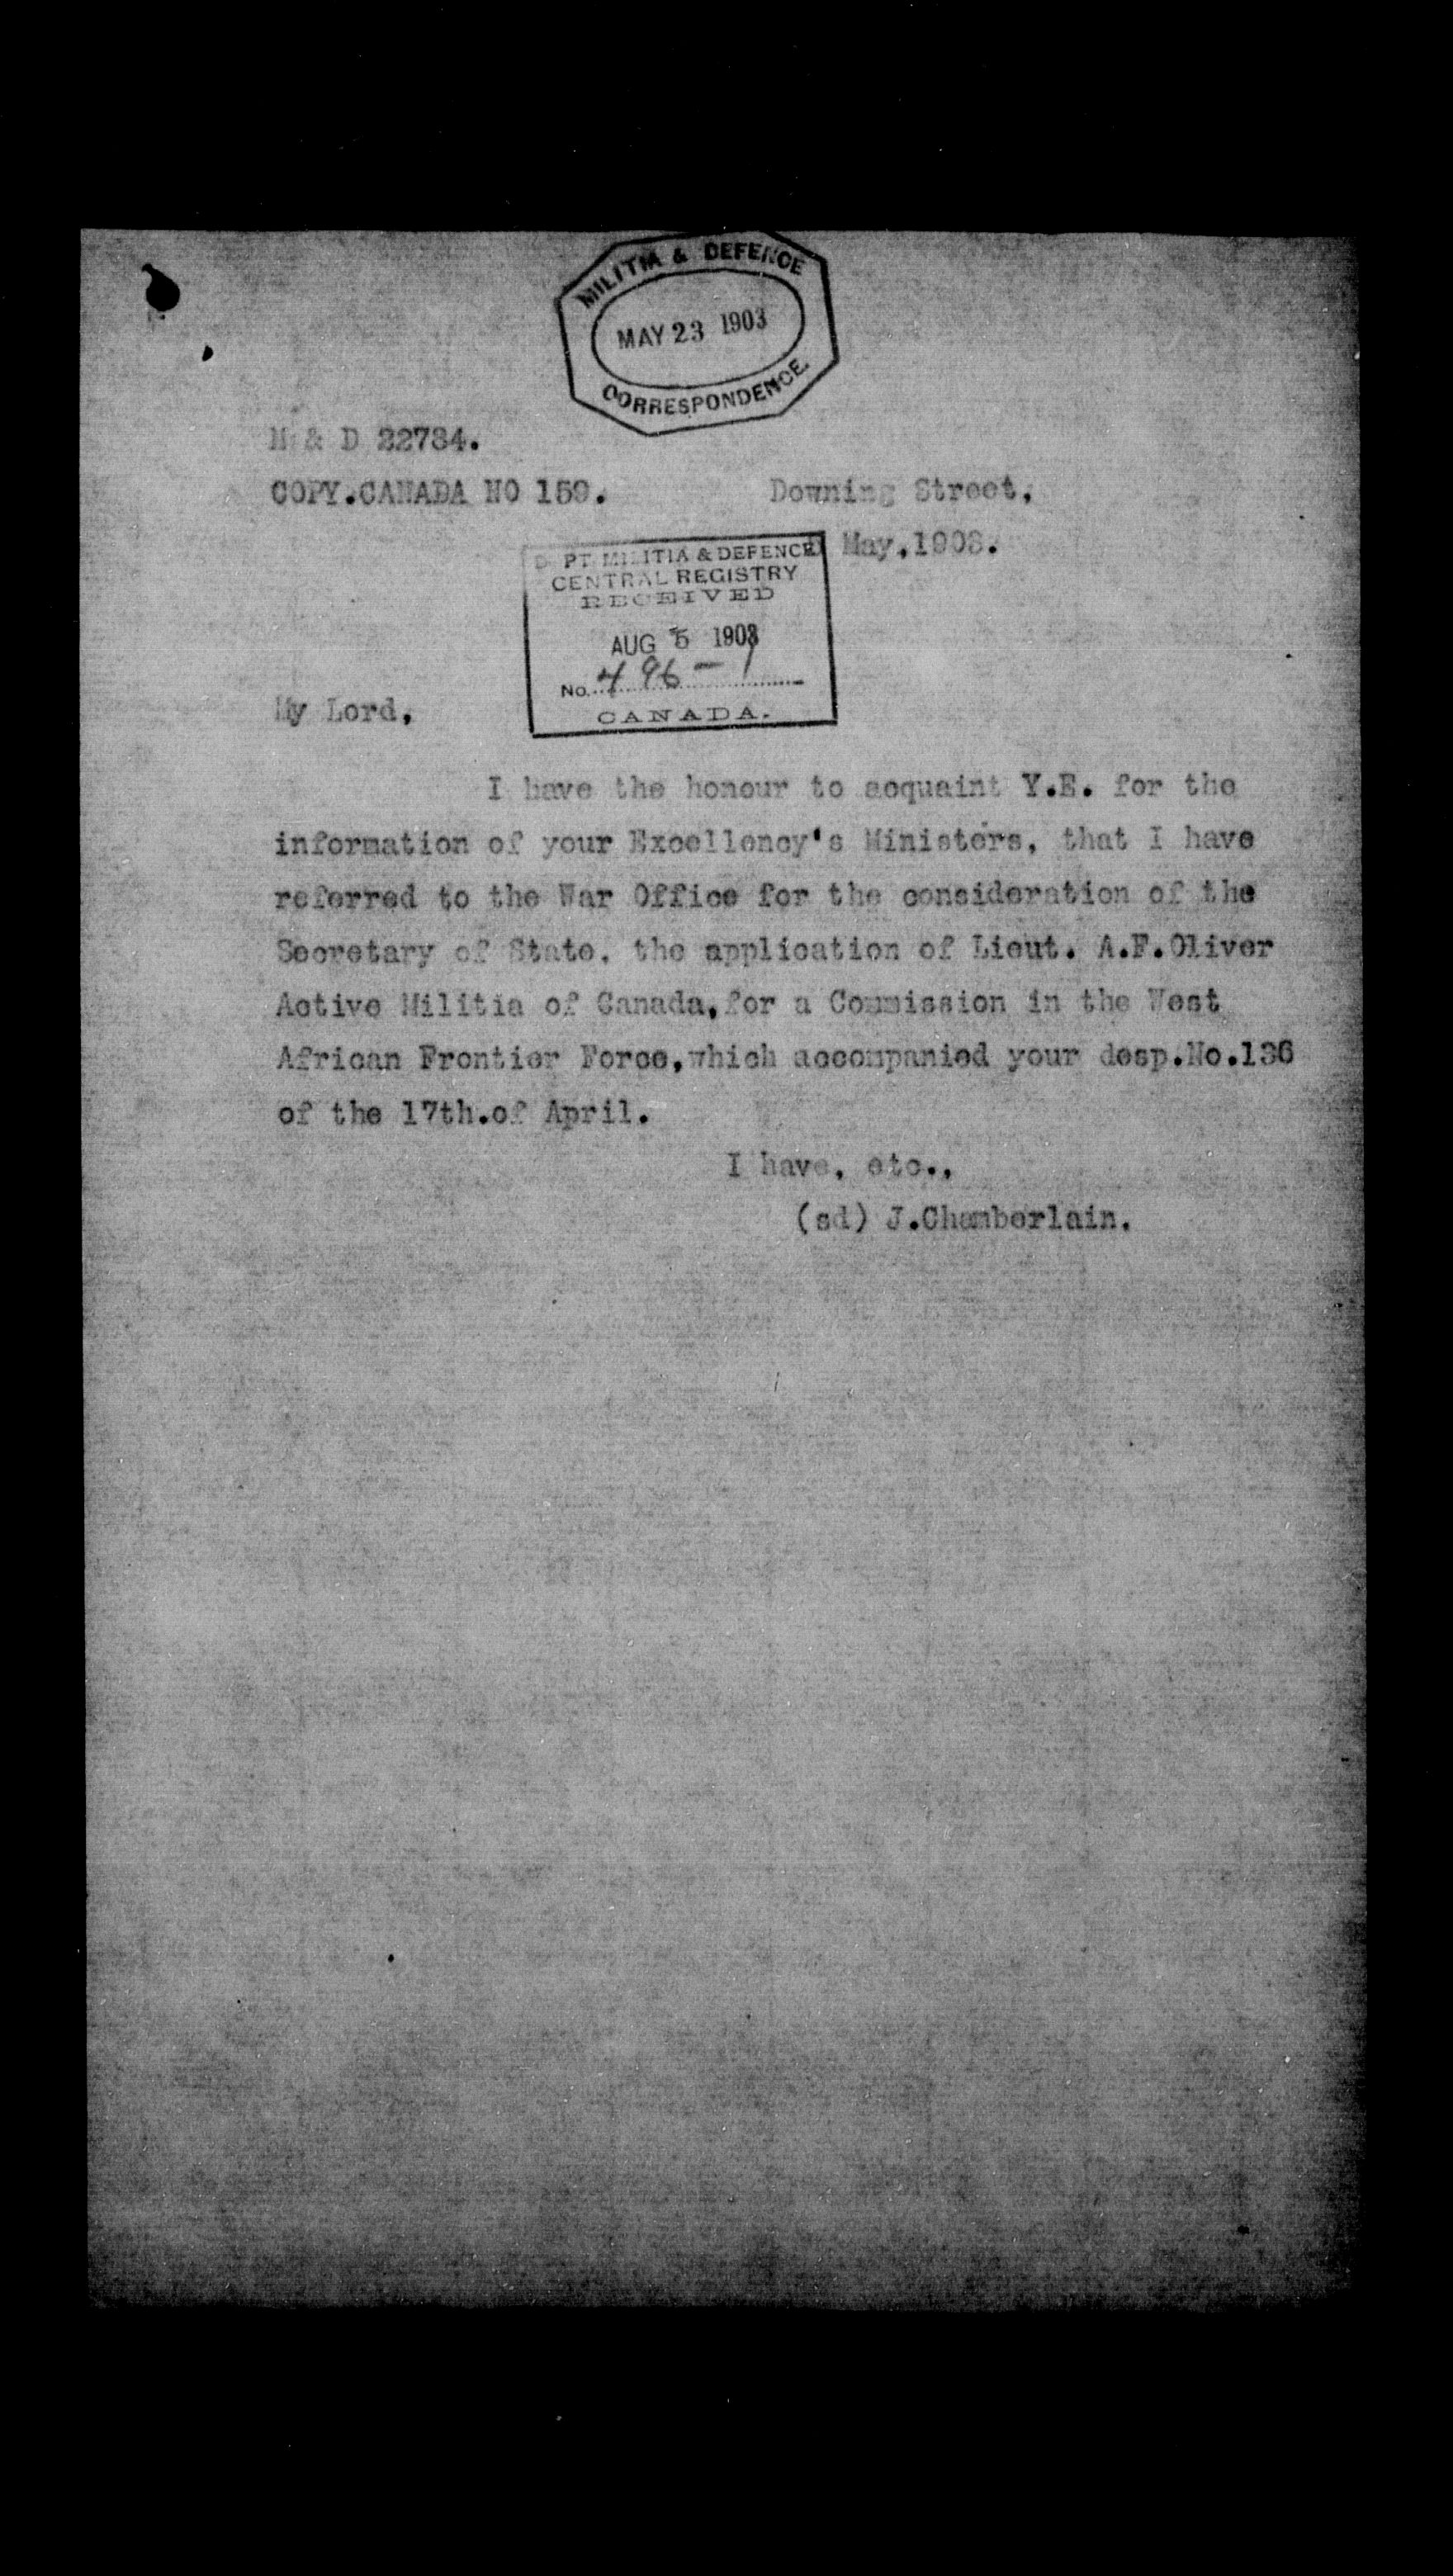 MILITIA & DEFENCE
MAY 23 1903
CORRESPONDENCE.
M & D 22734.
COPY.CANADA NO 159. Downing Street,
May,1903.
DEPT MILITIA & DEFENCE
CENTRAL REGISTRY
RECEIVED
AUG 5 1903
No. 496-1
CANADA.
My Lord,
I have the honour to acquaint Y.E. for the
information of your Excellency's Ministers, that I have
referred to the War Office for the consideration of the
Secretary of State, the application of Lieut. A.F.Oliver
Active Militia of Canada,for a Commission in the West
African Frontier Force,which accompanied your desp.No.136
of the 17th.of April.
I have, etc.,
(sd) J.Chamberlain.